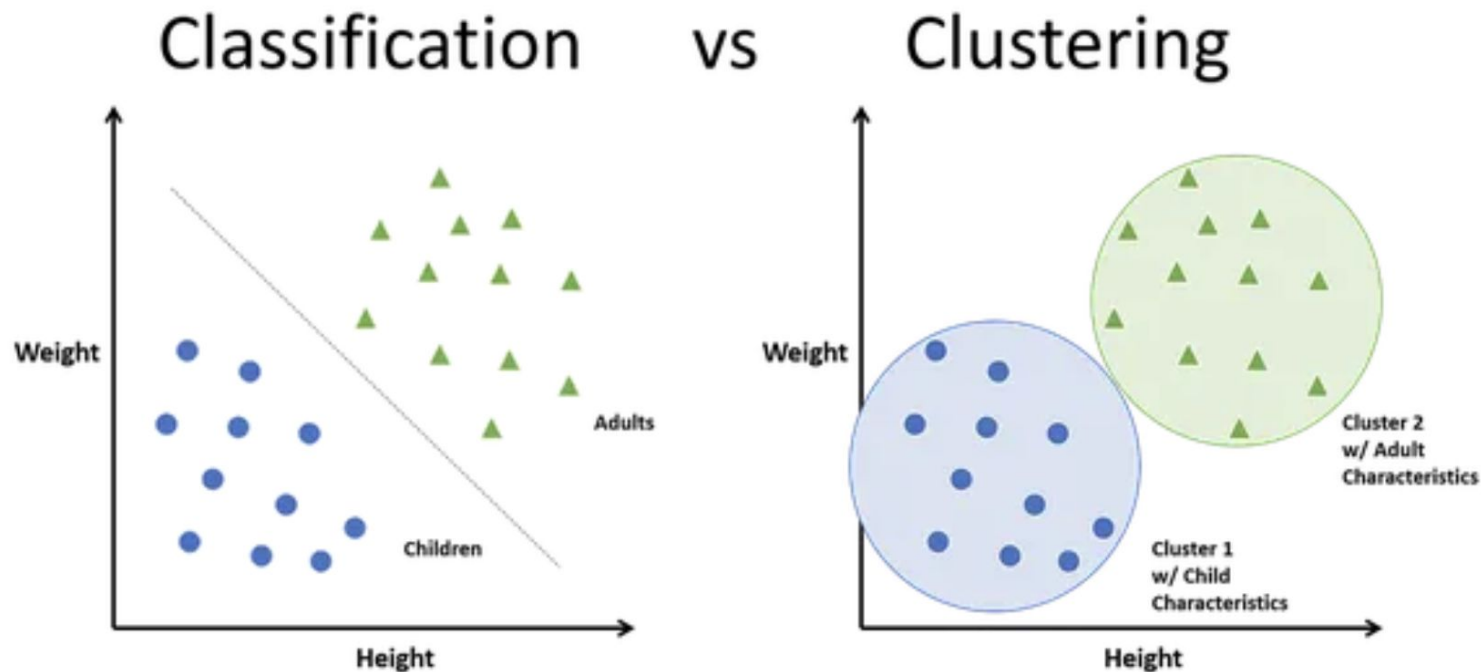 Classification vs Clustering
Weight
Adults
Children
Height
Weight
Cluster 2
w/ Adult
Characteristics
Cluster 1
w/ Child
Characteristics
Height